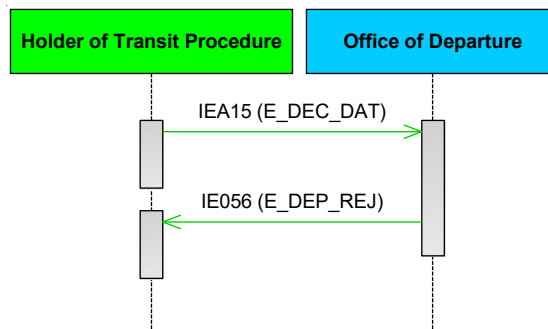 Holder of Transit Procedure
Office of Departure
IEA15 (E_DEC_DAT)
IE056 (E_DEP_REJ)